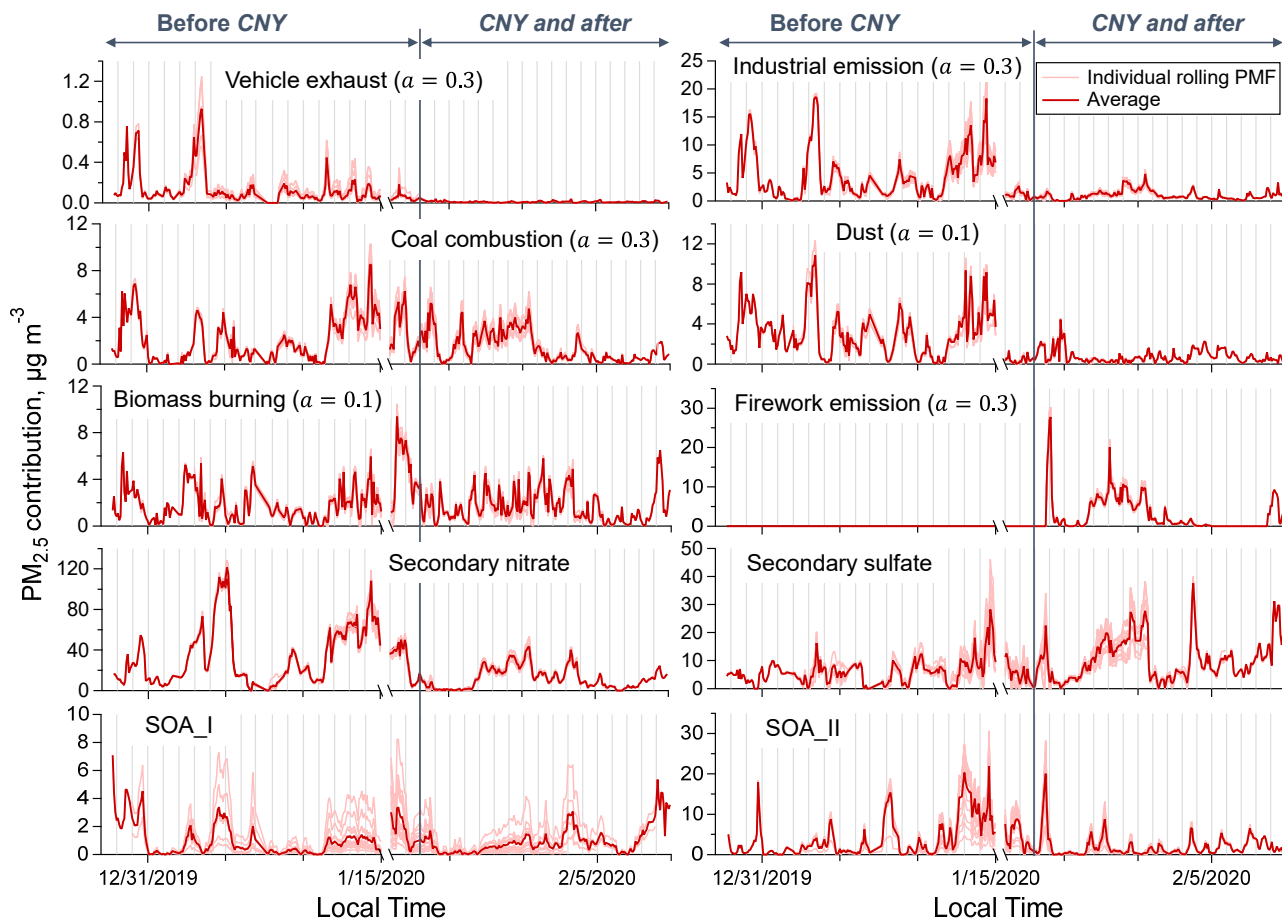 Before CNY
CNY and after
Before CNY
CNY and after
PM2.5 contribution, µg m-3
Vehicle exhaust (a = 0.3)
1.2
0.8
0.4
0.0
Industrial emission (a = 0.3)
25
20
15
10
5
0
Individual rolling PMF
Average
Coal combustion (a = 0.3)
12
8
4
0
Dust (a = 0.1)
12
8
4
0
Biomass burning (a = 0.1)
12
8
4
0
Firework emission (a = 0.3)
30
20
10
0
Secondary nitrate
120
80
40
0
Secondary sulfate
50
40
30
20
10
0
SOA_I
10
8
6
4
2
0
SOA_II
30
20
10
0
12/31/2019
1/15/2020
2/5/2020
12/31/2019
1/15/2020
2/5/2020
Local Time
Local Time